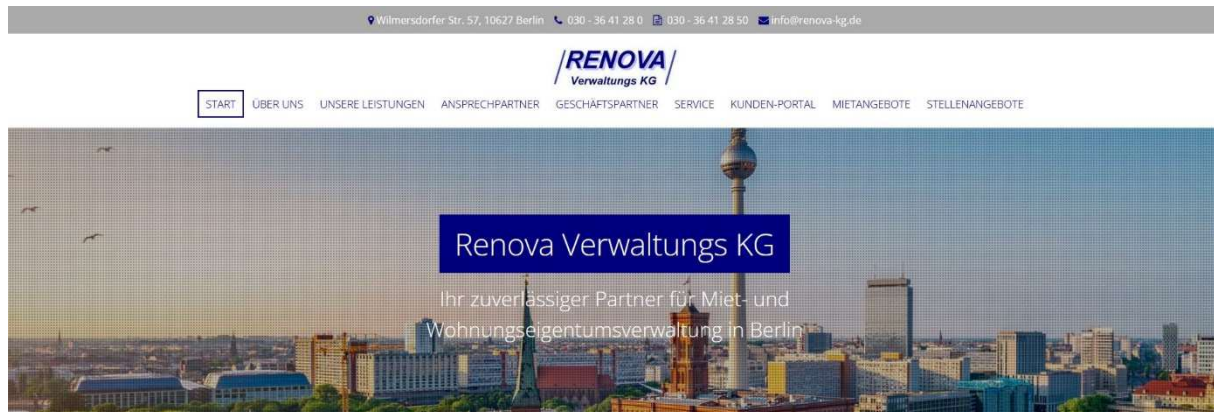 Wilmersdorfer Str. 57, 10627 Berlin 030 - 36 41 28 0 030 - 36 41 28 50 info@renova-kg.de
/RENOVA/
Verwaltungs KG
START ÜBER UNS UNSERE LEISTUNGEN ANSPRECHPARTNER GESCHÄFTSPARTNER SERVICE KUNDEN-PORTAL MIETANGEBOTE STELLENANGEBOTE
Renova Verwaltungs KG
Ihr zuverlässiger Partner für Miet- und
Wohnungseigentumsverwaltung in Berlin